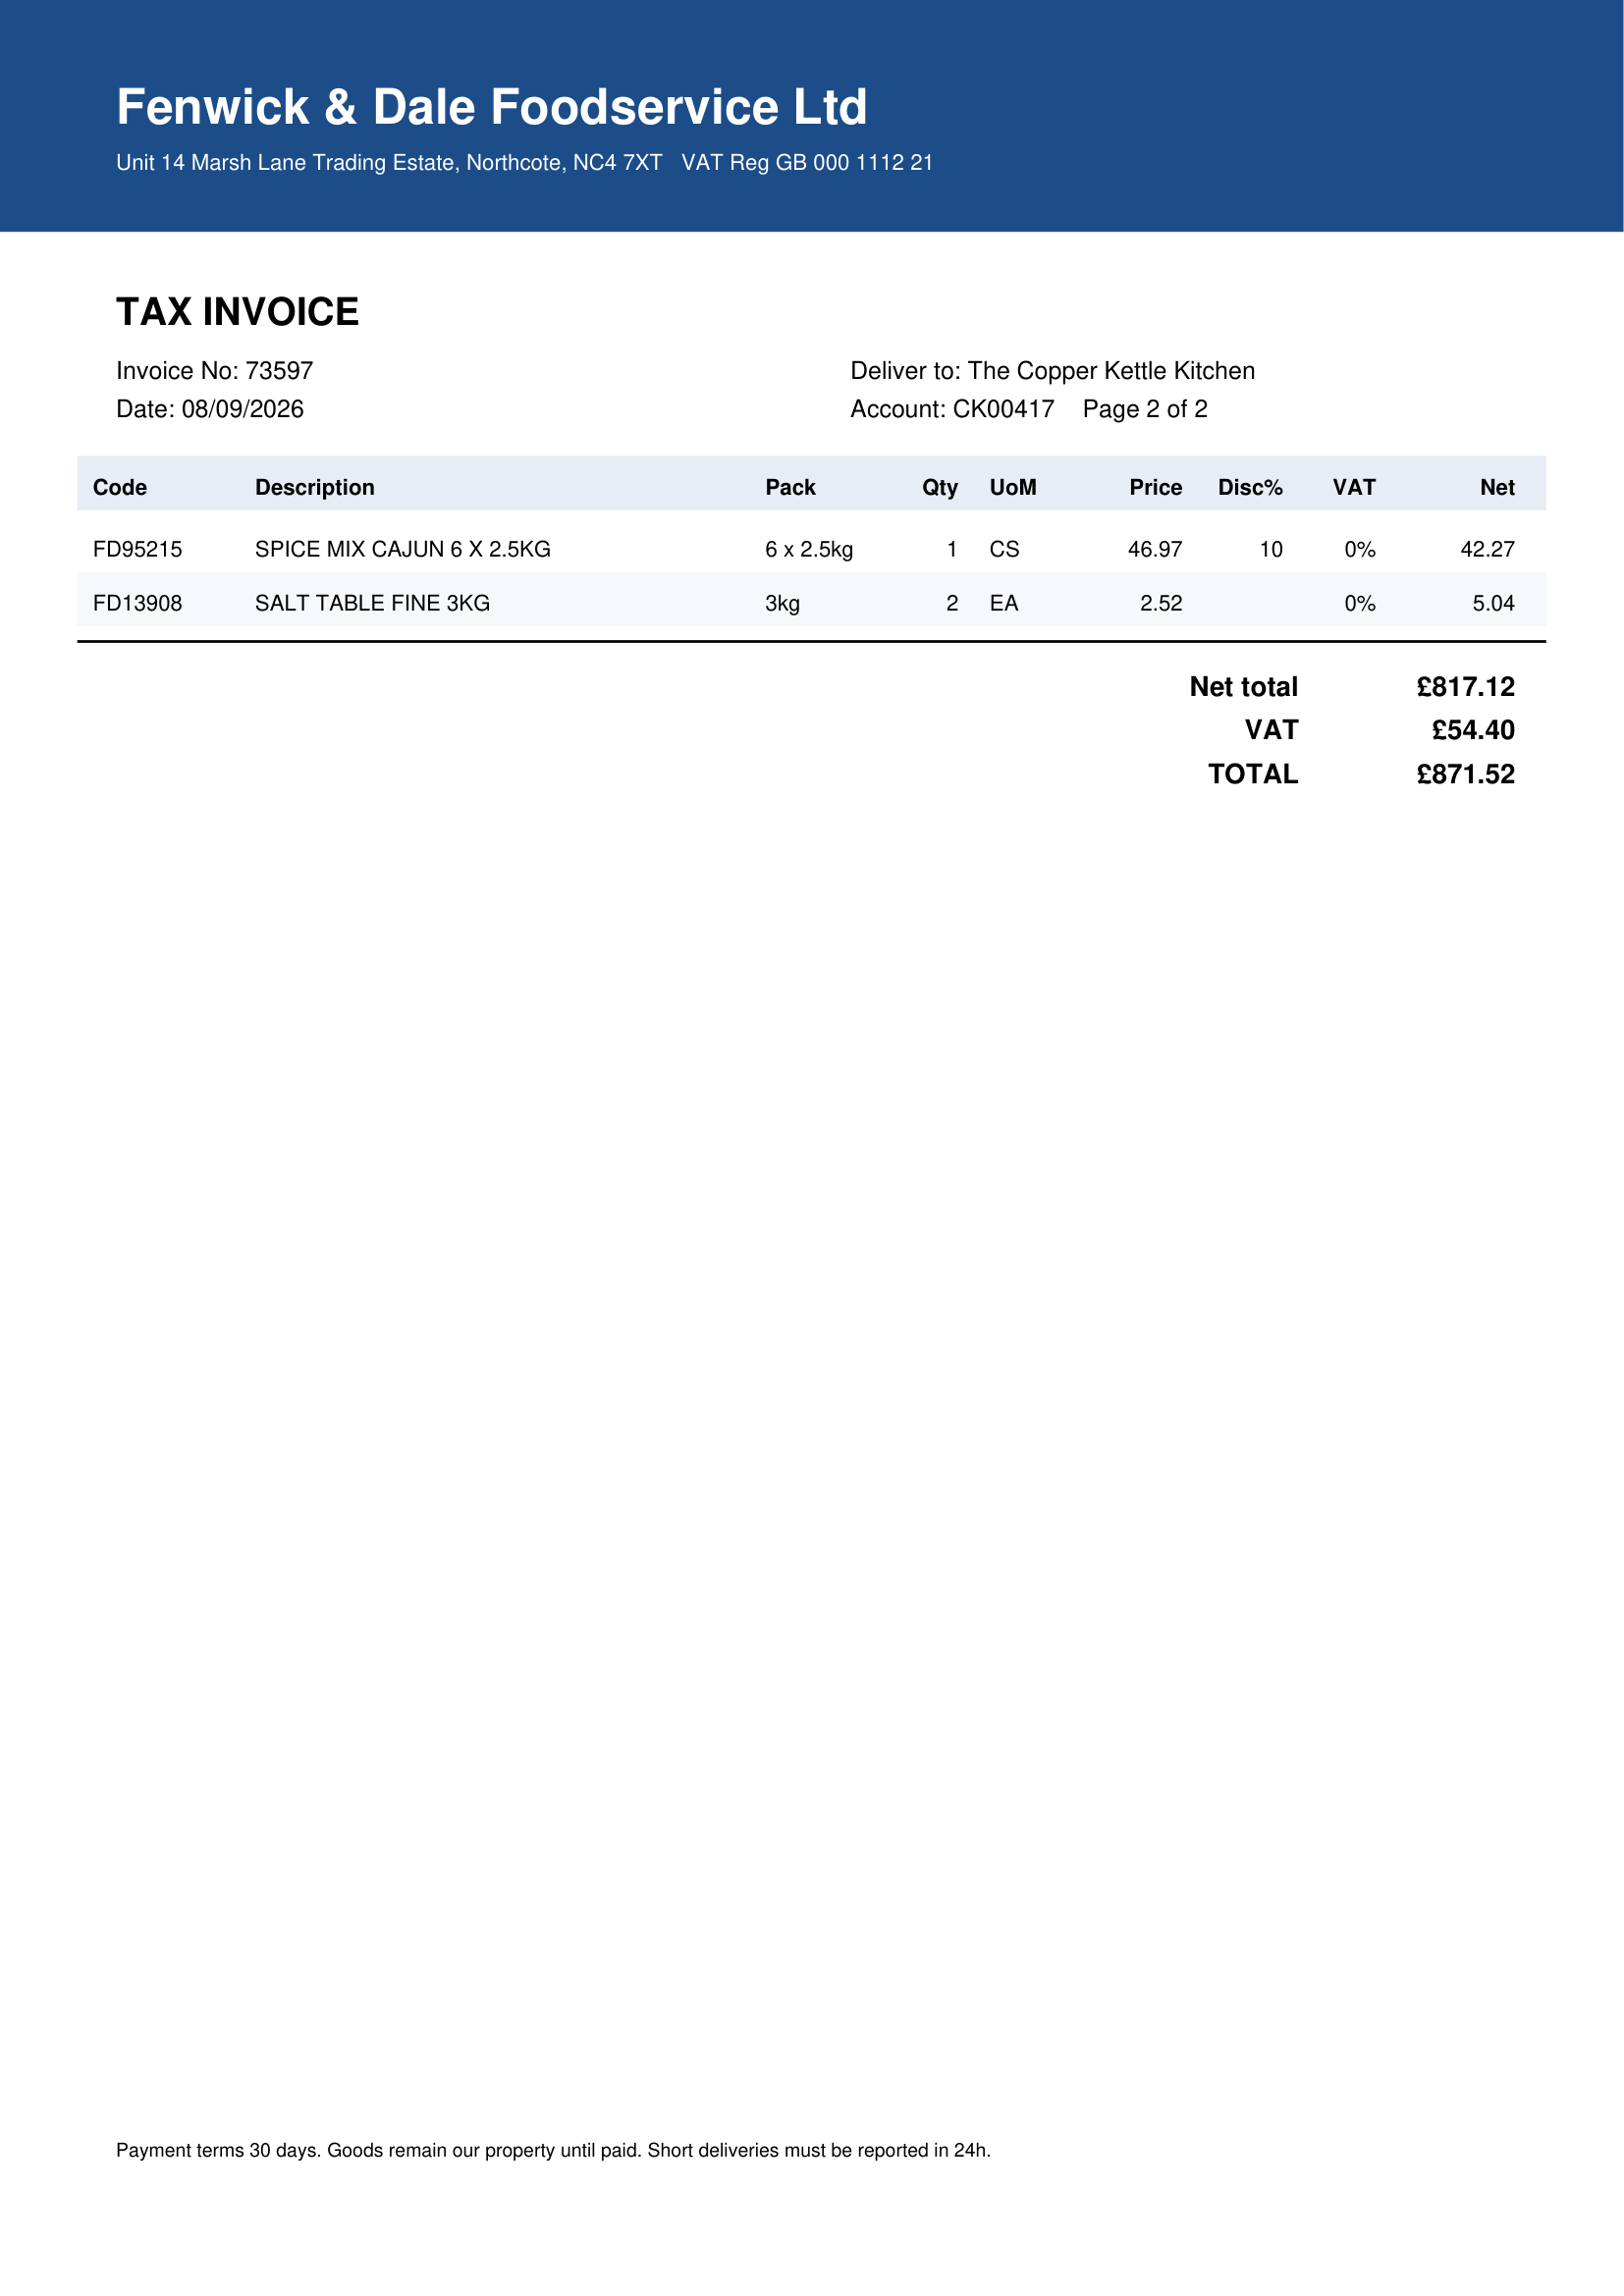 Fenwick & Dale Foodservice Ltd
Unit 14 Marsh Lane Trading Estate, Northcote, NC4 7XT VAT Reg GB 000 1112 21
TAX INVOICE
Invoice No: 73597 Deliver to: The Copper Kettle Kitchen
Date: 08/09/2026 Account: CK00417 Page 2 of 2
Code Description Pack Qty UoM Price Disc% VAT Net
FD95215 SPICE MIX CAJUN 6 X 2.5KG 6 x 2.5kg 1 CS 46.97 10 0% 42.27
FD13908 SALT TABLE FINE 3KG 3kg 2 EA 2.52 0% 5.04
Net total £817.12
VAT £54.40
TOTAL £871.52
Payment terms 30 days. Goods remain our property until paid. Short deliveries must be reported in 24h.